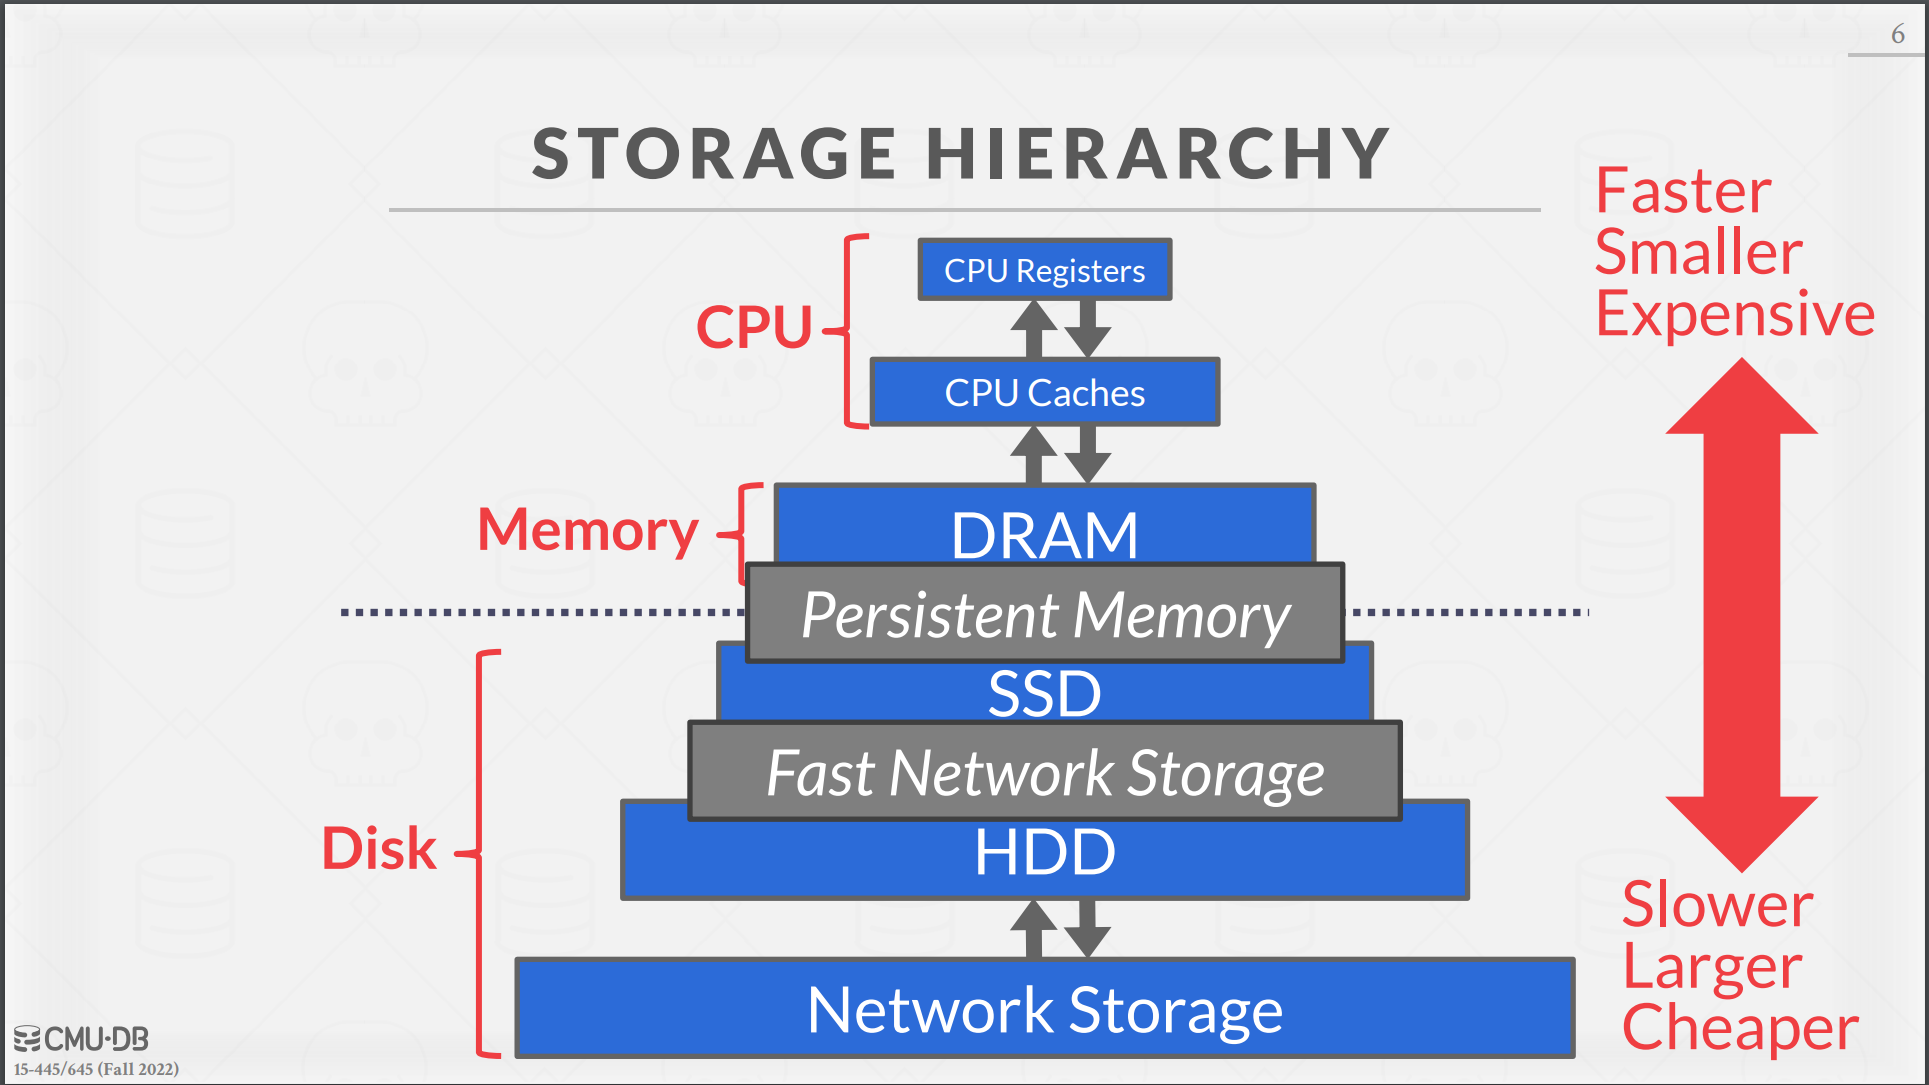 6
STORAGE HIERARCHY
Faster
Smaller
Expensive
CPU Registers
CPU
CPU Caches
Memory
DRAM
Persistent Memory
SSD
Fast Network Storage
Disk
HDD
Slower
Larger
Cheaper
Network Storage
CMU·DB
15-445/645 (Fall 2022)